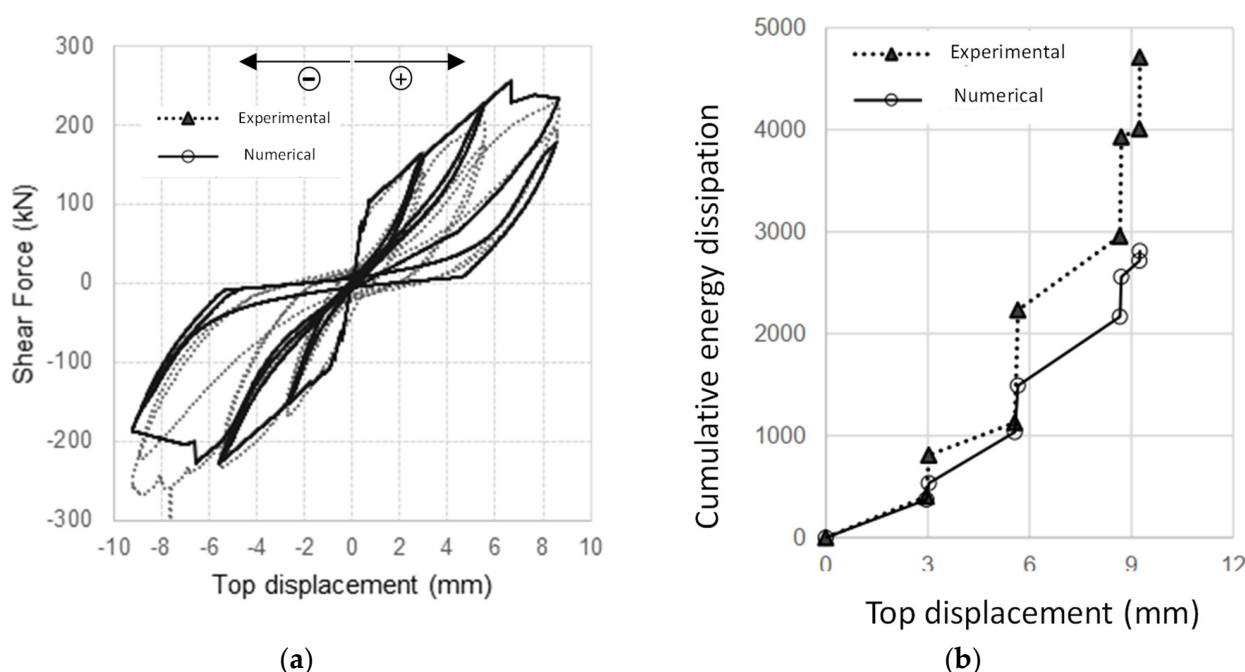 300
200
100
0
-100
-200
-300
-10 -8 -6 -4 -2 0 2 4 6 8 10
Shear Force (kN)
Top displacement (mm)
− +
Experimental
Numerical
(a)
5000
4000
3000
2000
1000
0
0 3 6 9 12
Cumulative energy dissipation
Top displacement (mm)
Experimental
Numerical
(b)